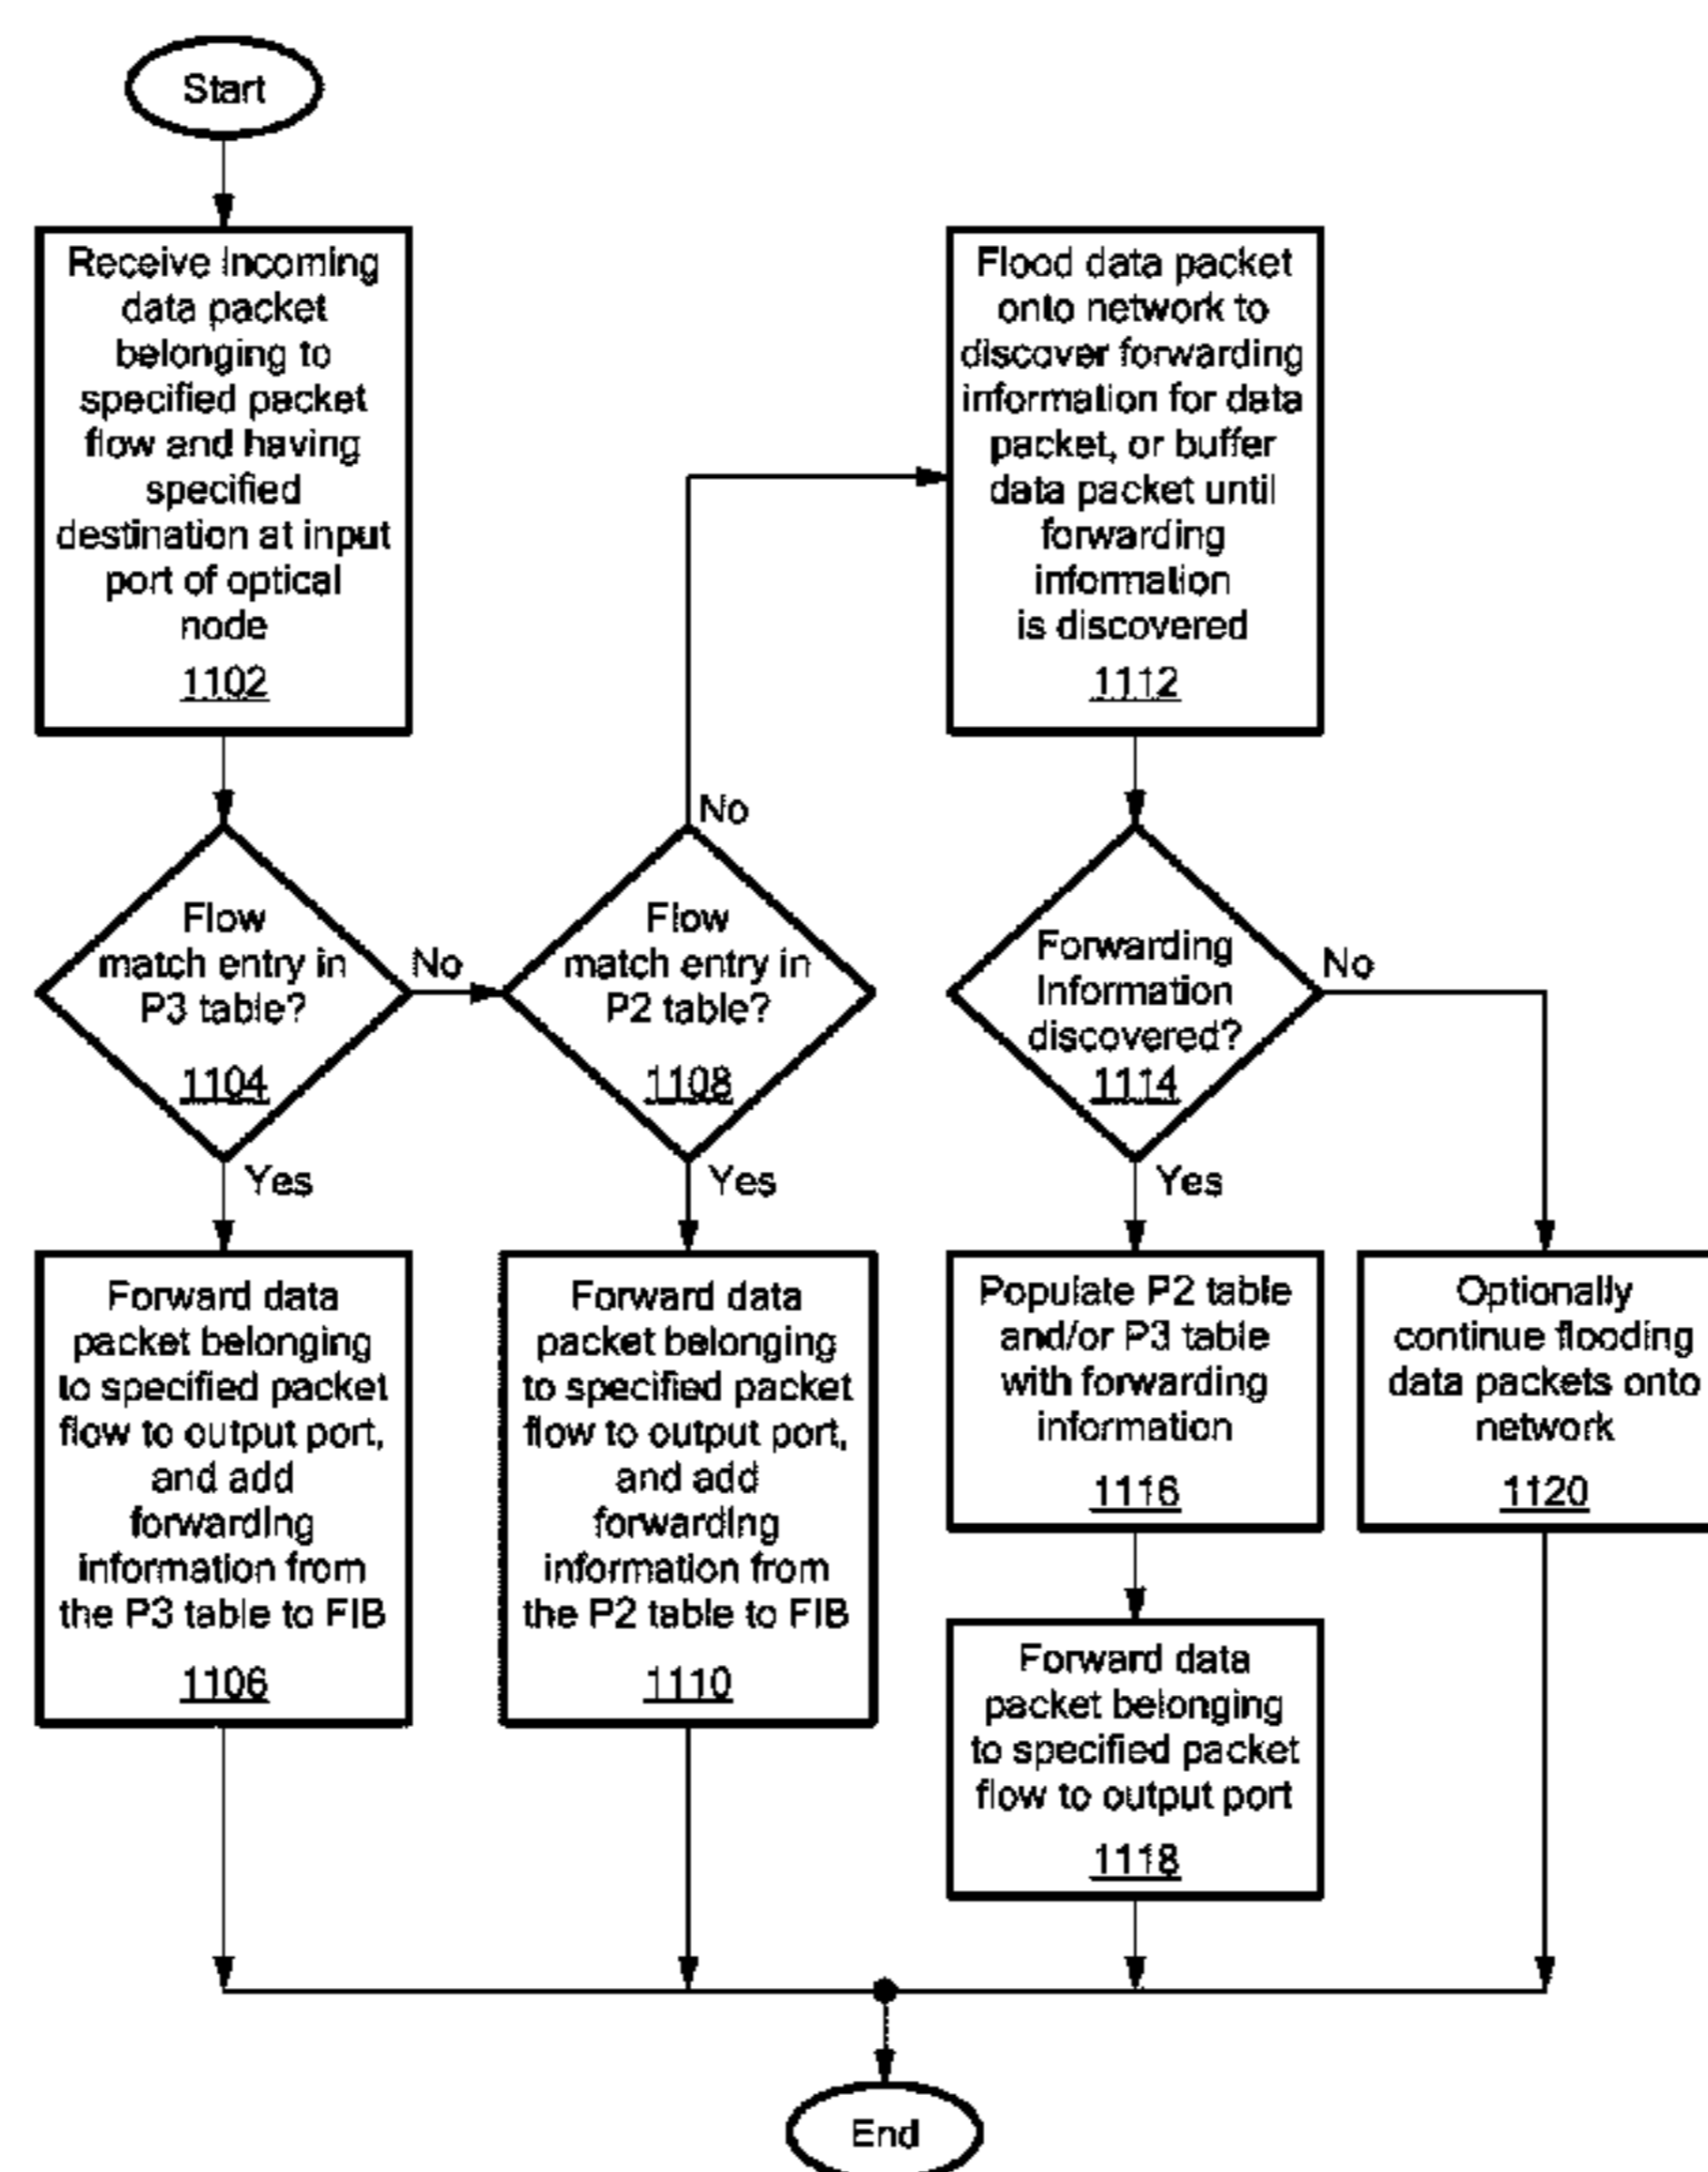 Start
Receive Incoming
data packet
belonging to
specified packet
flow and having
specified
destination at input
port of optical
node
1102
Flow
match entry in
P3 table?
1104
No
Yes
Forward data
packet belonging
to specified packet
flow to output port,
and add
forwarding
information from
the P3 table to FIB
1106
Flow
match entry in
P2 table?
1108
No
Yes
Forward data
packet belonging
to specified packet
flow to output port,
and add
forwarding
information from
the P2 table to FIB
1110
Flood data packet
onto network to
discover forwarding
information for data
packet, or buffer
data packet until
forwarding
information
is discovered
1112
Forwarding
Information
discovered?
1114
No
Yes
Populate P2 table
and/or P3 table
with forwarding
information
1116
Forward data
packet belonging
to specified packet
flow to output port
1118
Optionally
continue flooding
data packets onto
network
1120
End